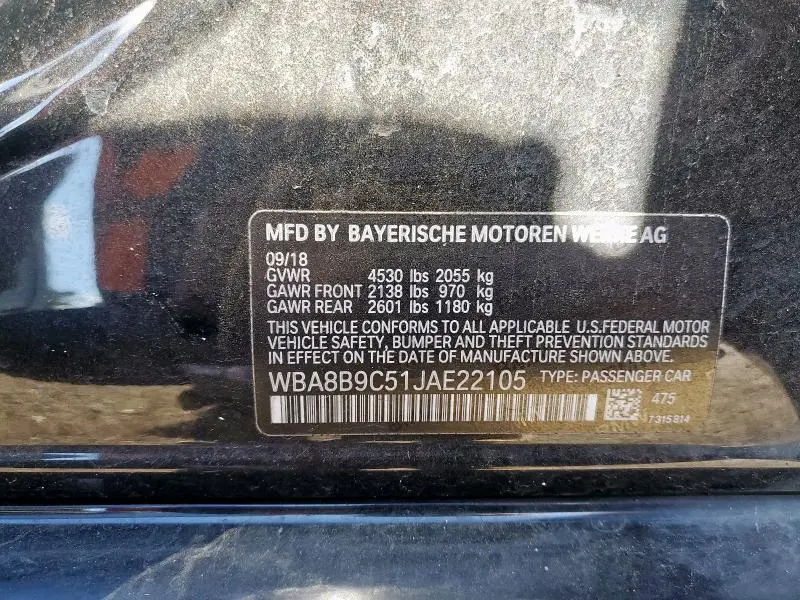 MFD BY BAYERISCHE MOTOREN WERKE AG
09/18
GVWR 4530 lbs 2055 kg
GAWR FRONT 2138 lbs 970 kg
GAWR REAR 2601 lbs 1180 kg
THIS VEHICLE CONFORMS TO ALL APPLICABLE U.S.FEDERAL MOTOR
VEHICLE SAFETY, BUMPER AND THEFT PREVENTION STANDARDS
IN EFFECT ON THE DATE OF MANUFACTURE SHOWN ABOVE.
WBA8B9C51JAE22105 TYPE: PASSENGER CAR
475
7315814